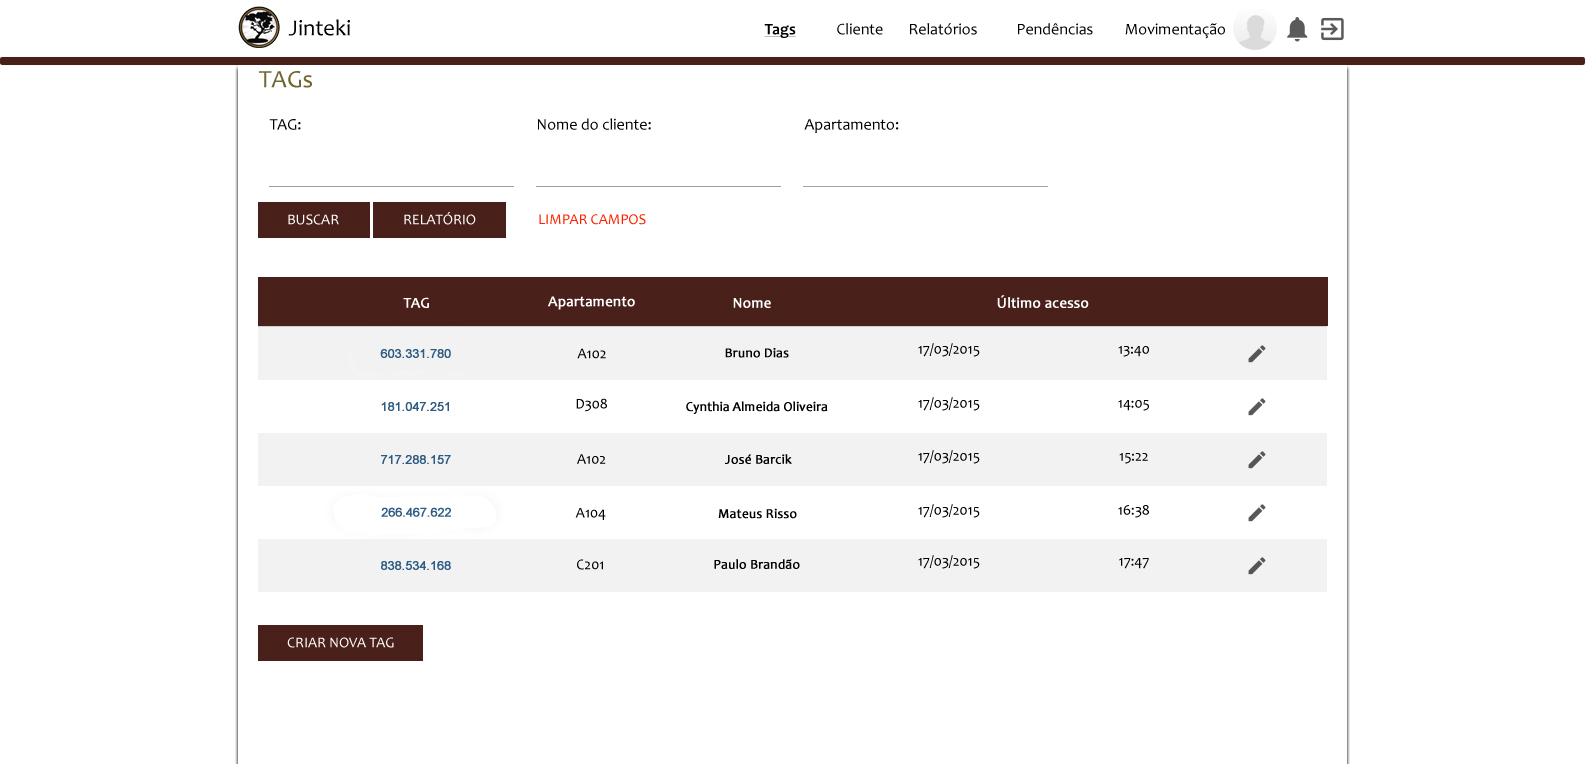 Jinteki Tags Cliente Relatórios Pendências Movimentação
TAGs
TAG: Nome do cliente: Apartamento:
BUSCAR RELATÓRIO LIMPAR CAMPOS
TAG Apartamento Nome Último acesso
603.331.780 A102 Bruno Dias 17/03/2015 13:40
181.047.251 D308 Cynthia Almeida Oliveira 17/03/2015 14:05
717.288.157 A102 José Barcik 17/03/2015 15:22
266.467.622 A104 Mateus Risso 17/03/2015 16:38
838.534.168 C201 Paulo Brandão 17/03/2015 17:47
CRIAR NOVA TAG